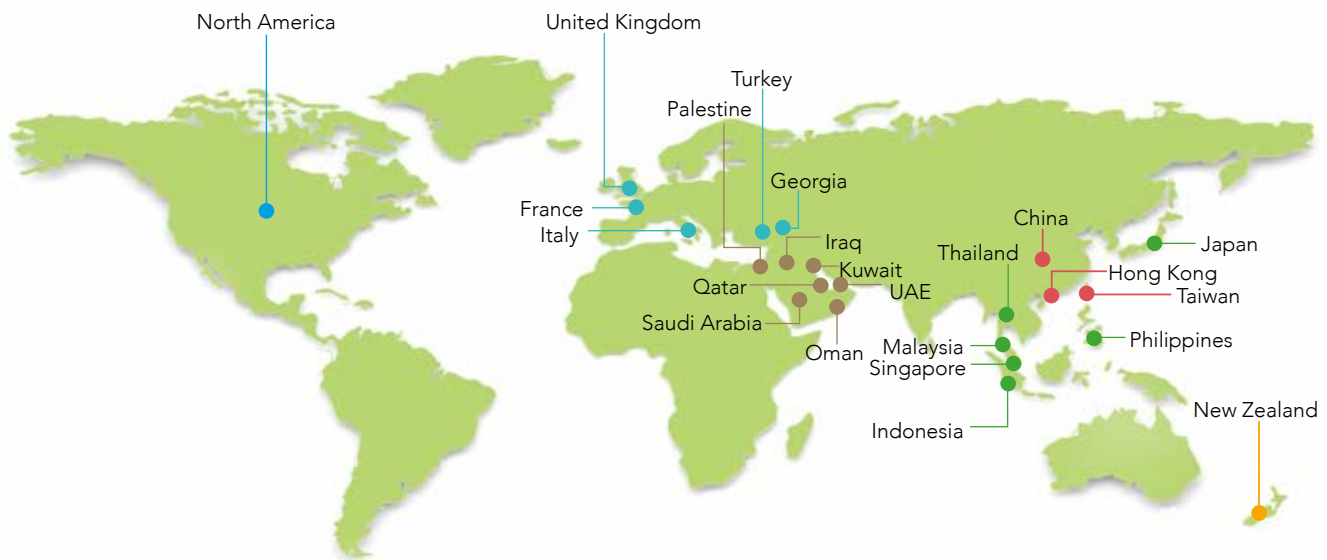 North America
United Kingdom
Turkey
Palestine
Georgia
France
Italy
China
Iraq
Japan
Thailand
Kuwait
Hong Kong
Qatar
UAE
Taiwan
Saudi Arabia
Oman
Malaysia
Philippines
Singapore
New Zealand
Indonesia